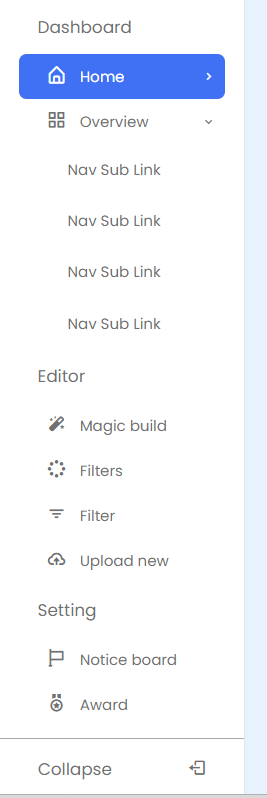 Dashboard
Home
Overview
Nav Sub Link
Nav Sub Link
Nav Sub Link
Nav Sub Link
Editor
Magic build
Filters
Filter
Upload new
Setting
Notice board
Award
Collapse